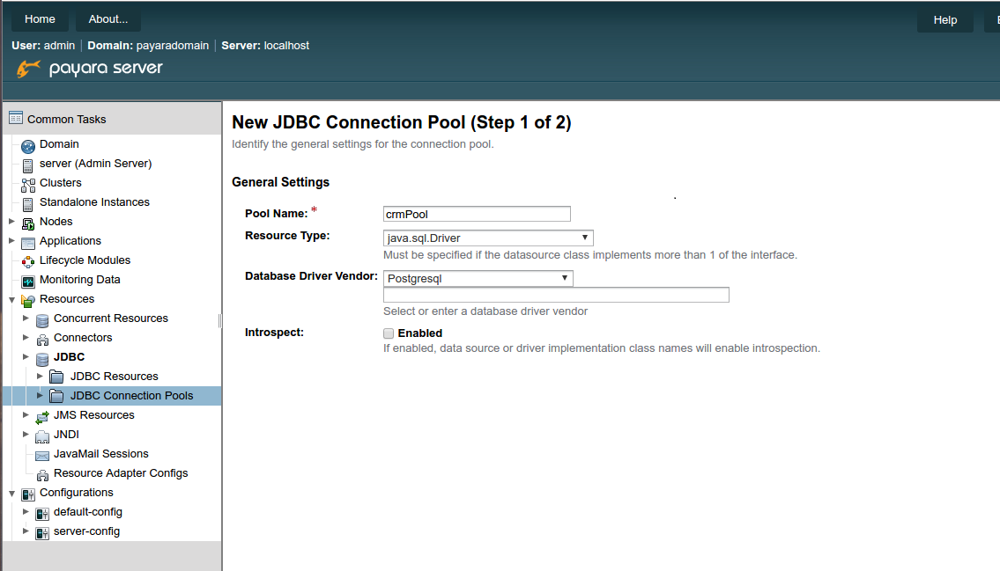 Home
About...
Help
User: admin | Domain: payaradomain | Server: localhost
payara server
Common Tasks
Domain
server (Admin Server)
Clusters
Standalone Instances
Nodes
Applications
Lifecycle Modules
Monitoring Data
Resources
Concurrent Resources
Connectors
JDBC
JDBC Resources
JDBC Connection Pools
JMS Resources
JNDI
JavaMail Sessions
Resource Adapter Configs
Configurations
default-config
server-config
New JDBC Connection Pool (Step 1 of 2)
Identify the general settings for the connection pool.
General Settings
Pool Name: * crmPool
Resource Type: java.sql.Driver
Must be specified if the datasource class implements more than 1 of the interface.
Database Driver Vendor: Postgresql
Select or enter a database driver vendor
Introspect: Enabled
If enabled, data source or driver implementation class names will enable introspection.